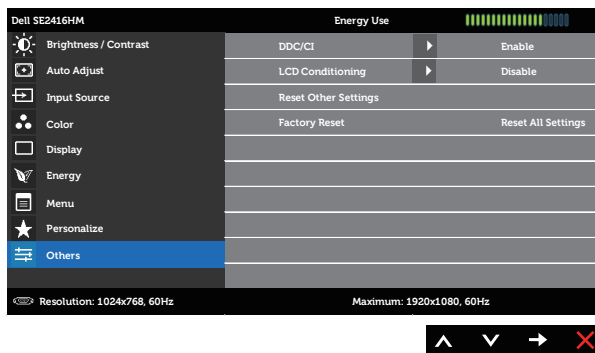 Dell SE2416HM Energy Use
Brightness / Contrast DDC/CI Enable
Auto Adjust LCD Conditioning Disable
Input Source Reset Other Settings
Color Factory Reset Reset All Settings
Display
Energy
Menu
Personalize
Others
Resolution: 1024x768, 60Hz Maximum: 1920x1080, 60Hz